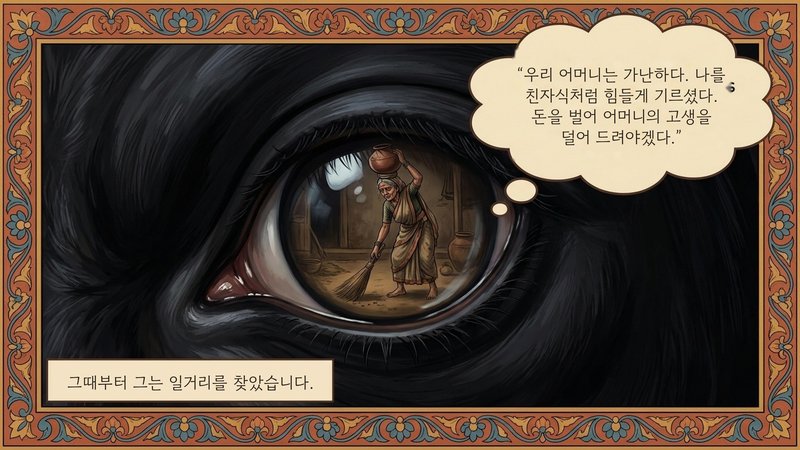 “우리 어머니는 가난하다. 나를
친자식처럼 힘들게 기르셨다.
돈을 벌어 어머니의 고생을
덜어 드려야겠다.”
그때부터 그는 일거리를 찾았습니다.